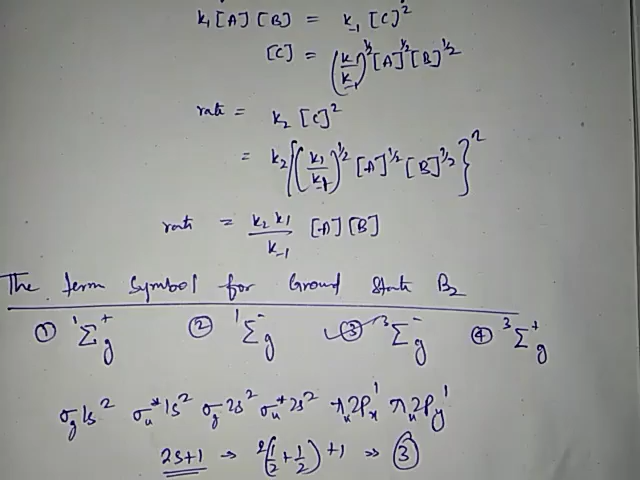 k₁[A][B] = k₋₁[C]²
[C] = (k/k₋₁)^½ [A]^½ [B]^½
rate = k₂[C]²
= k₂{(k₁/k₋₁)^½ [A]^½ [B]^½}²
rate = k₂k₁/k₋₁ [A][B]
The term Symbol for Ground State B₂
① ¹Σg⁺ ② ¹Σg⁻ ③ ³Σg⁻ ④ ³Σg⁺
σg1s² σu*1s² σg2s² σu*2s² πu2Px¹ πu2Py¹
2s+1 → 2(1/2+1/2)+1 ⇒ ③